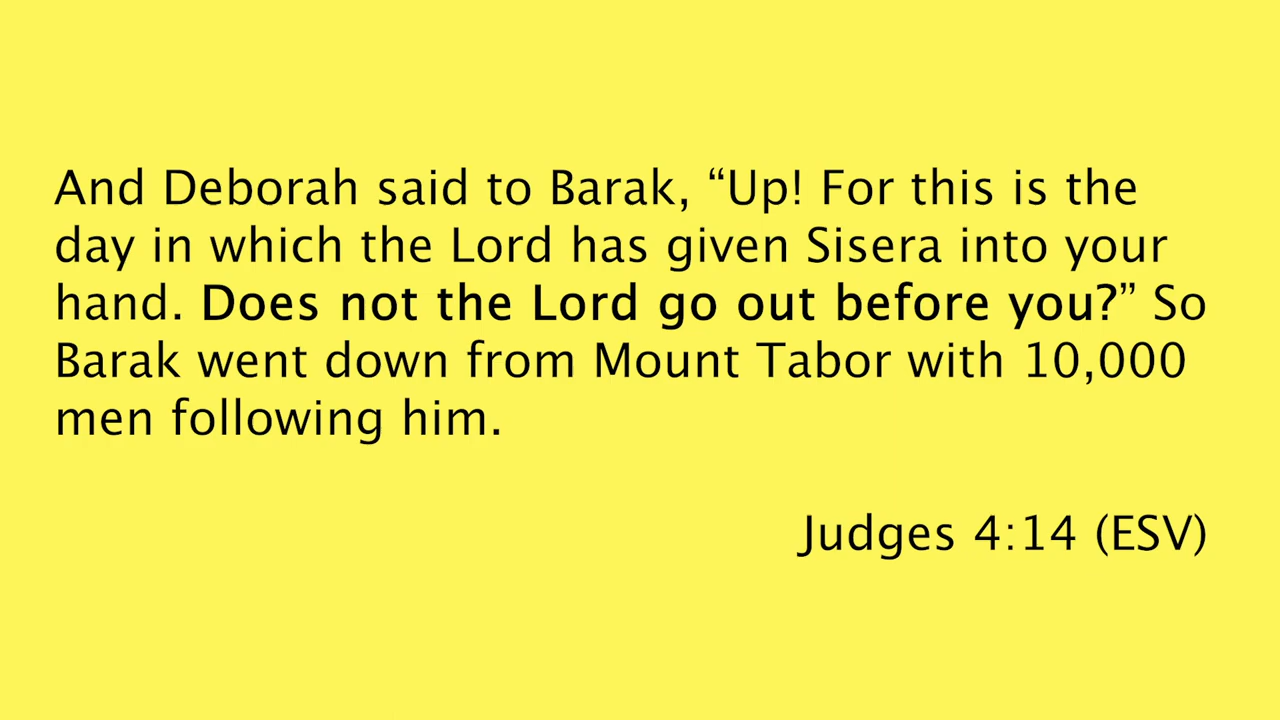 And Deborah said to Barak, “Up! For this is the
day in which the Lord has given Sisera into your
hand. Does not the Lord go out before you?” So
Barak went down from Mount Tabor with 10,000
men following him.
Judges 4:14 (ESV)